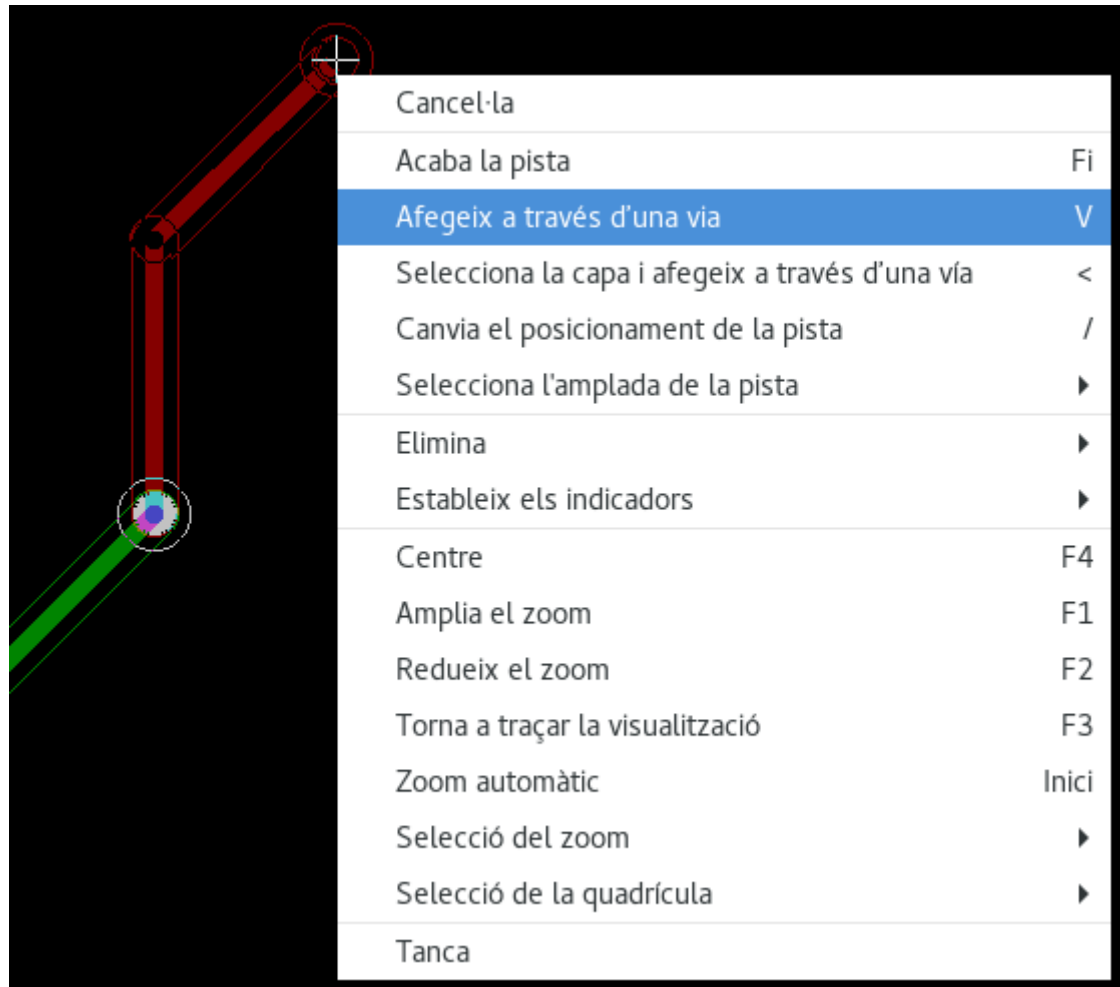 Cancel·la
Acaba la pista Fi
Afegeix a través d’una via V
Selecciona la capa i afegeix a través d’una vía <
Canvia el posicionament de la pista /
Selecciona l'amplada de la pista
Elimina
Estableix els indicadors
Centre F4
Amplia el zoom F1
Redueix el zoom F2
Torna a traçar la visualització F3
Zoom automàtic Inici
Selecció del zoom
Selecció de la quadrícula
Tanca